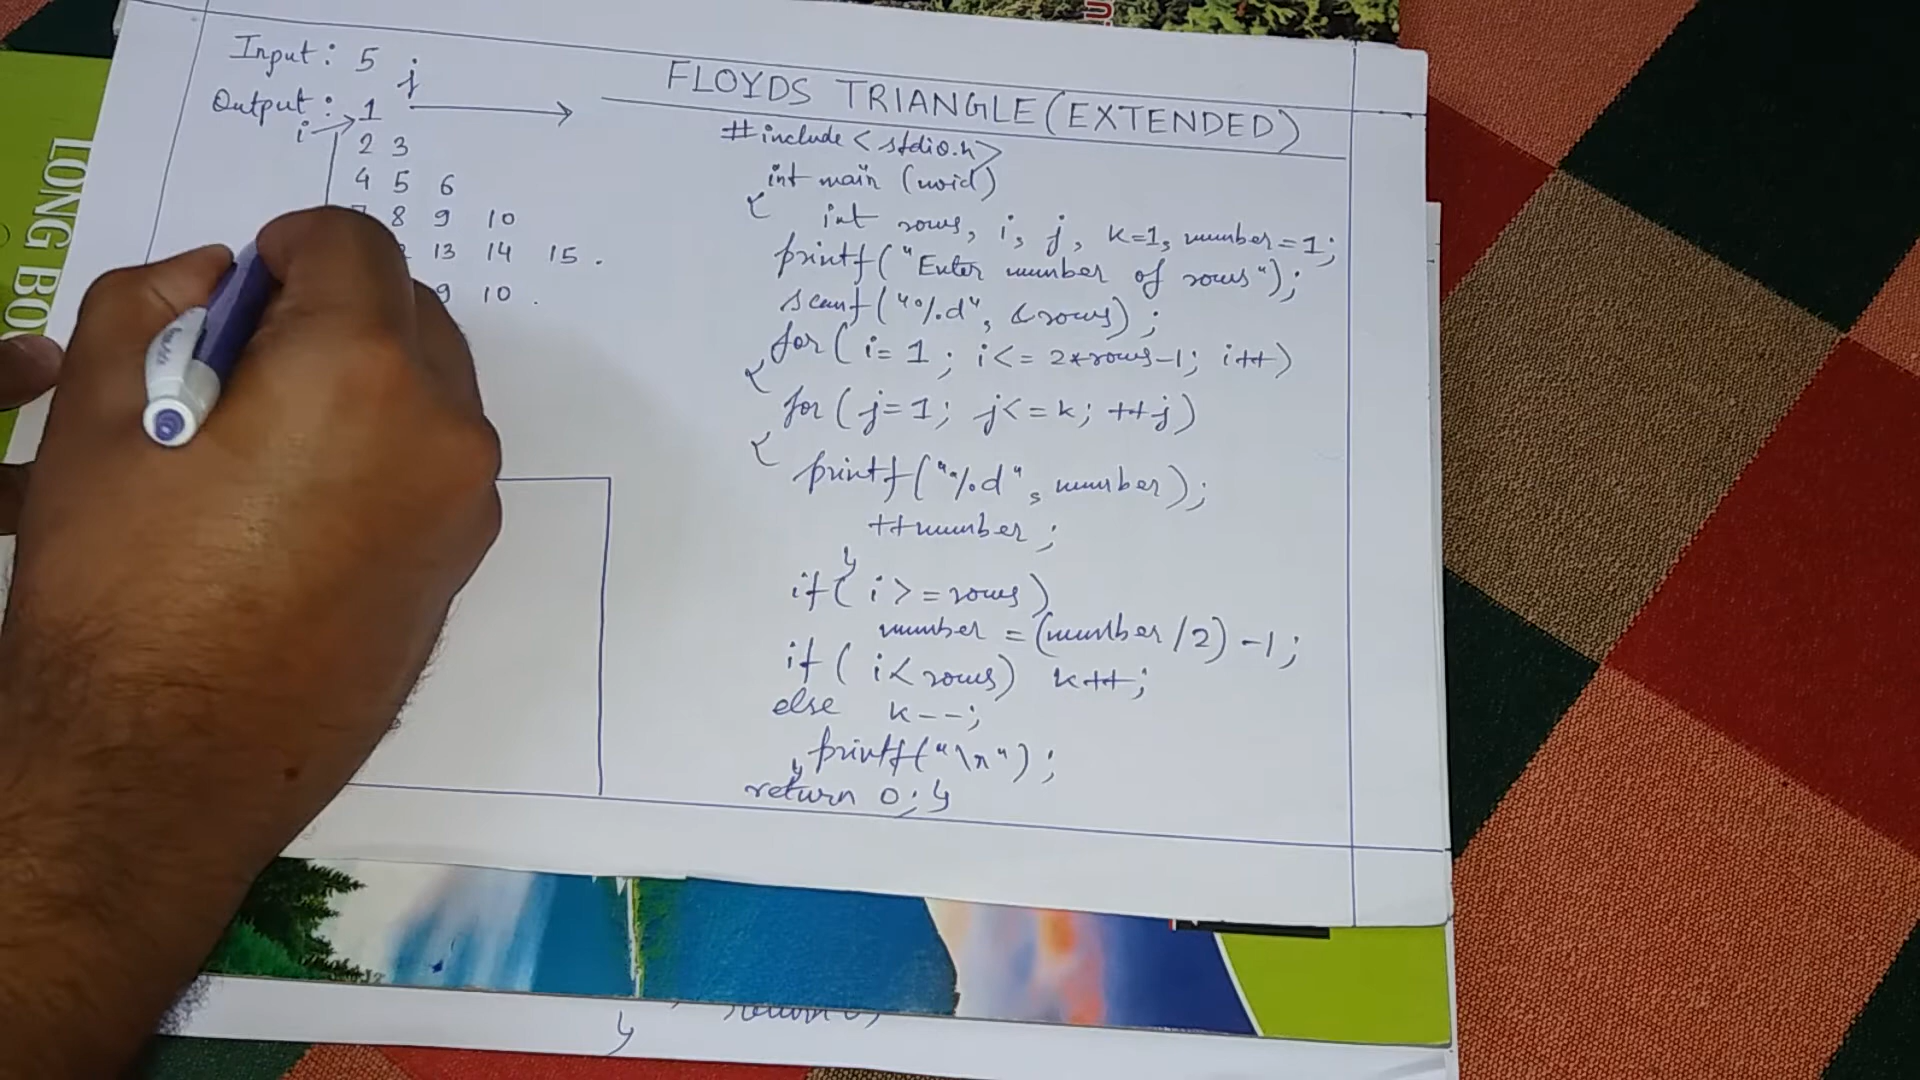 Input: 5
j
Output: 1
i
2 3
4 5 6
7 8 9 10
13 14 15.
9 10.
FLOYDS TRIANGLE (EXTENDED)
#include <stdio.h>
int main (void)
{ int rows, i, j, k=1, number=1;
printf("Enter number of rows");
scanf("%d", &rows);
for( i=1; i<= 2*rows-1; i++)
{
for( j=1; j<=k; ++j)
{
printf("%d", number);
++number;
}
if( i>=rows)
number = (number/2) -1;
if( i<rows) k++;
else k--;
printf("\n");
}
return 0; }
LONG BOO
U
}